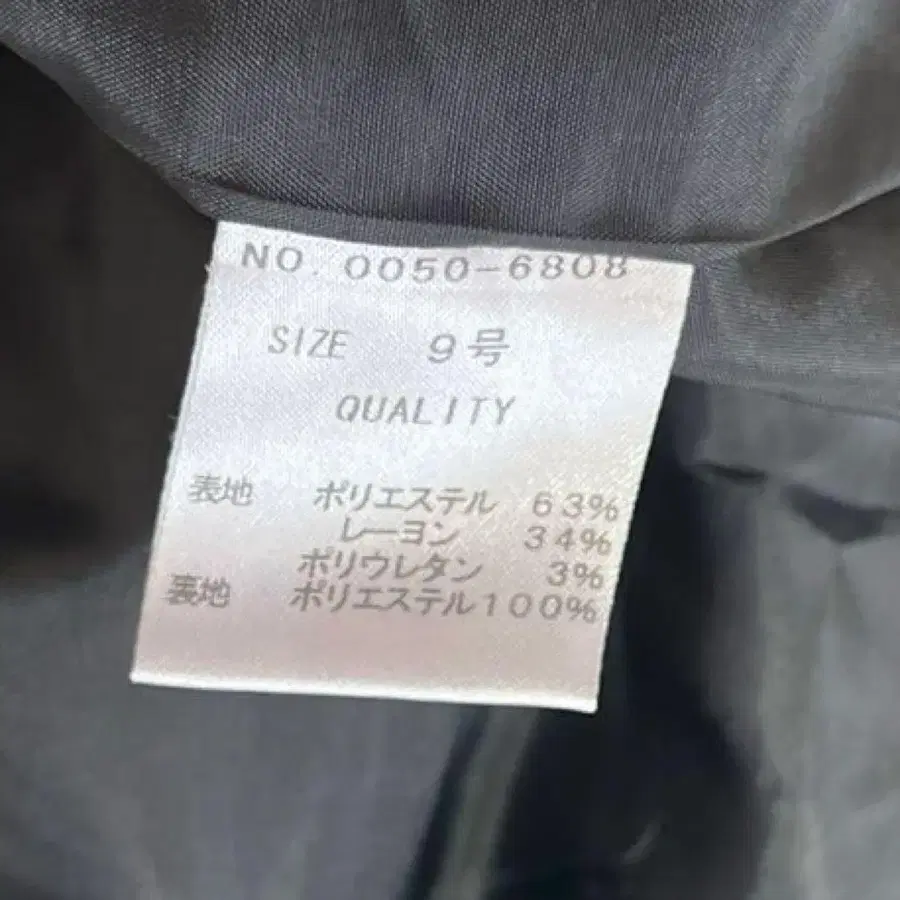 NO. 0050-6808
SIZE 9号
QUALITY
表地 ポリエステル 63%
レーヨン 34%
ポリウレタン 3%
裏地 ポリエステル100%